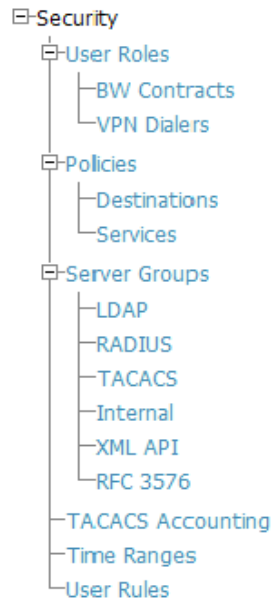 Security
User Roles
BW Contracts
VPN Dialers
Policies
Destinations
Services
Server Groups
LDAP
RADIUS
TACACS
Internal
XML API
RFC 3576
TACACS Accounting
Time Ranges
User Rules